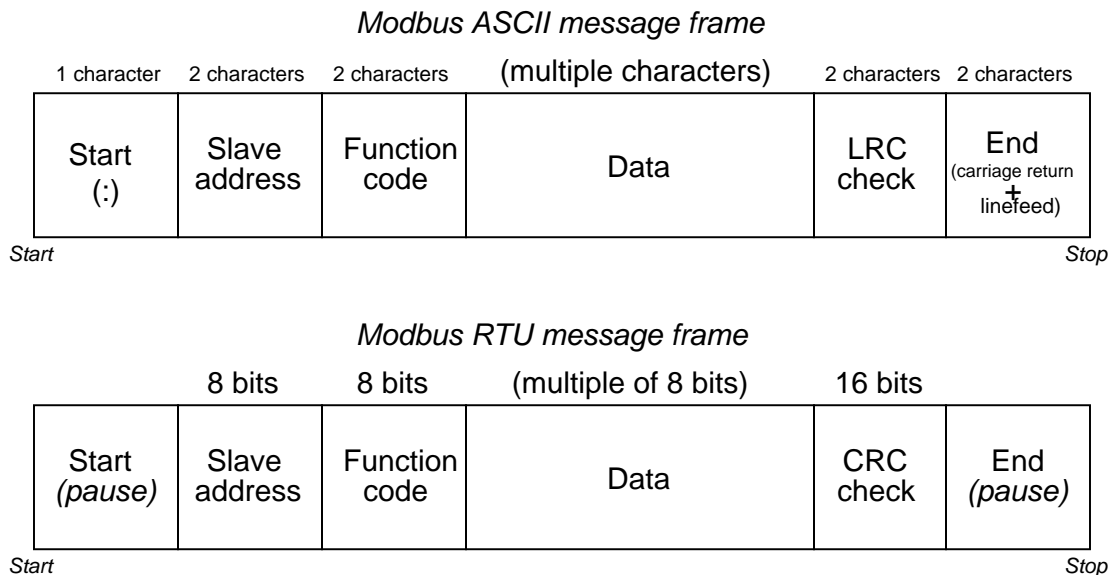 Modbus ASCII message frame
1 character 2 characters 2 characters (multiple characters) 2 characters 2 characters
Start
(:)
Slave
address
Function
code
Data
LRC
check
End
(carriage return
+
linefeed)
Start Stop
Modbus RTU message frame
8 bits 8 bits (multiple of 8 bits) 16 bits
Start
(pause)
Slave
address
Function
code
Data
CRC
check
End
(pause)
Start Stop